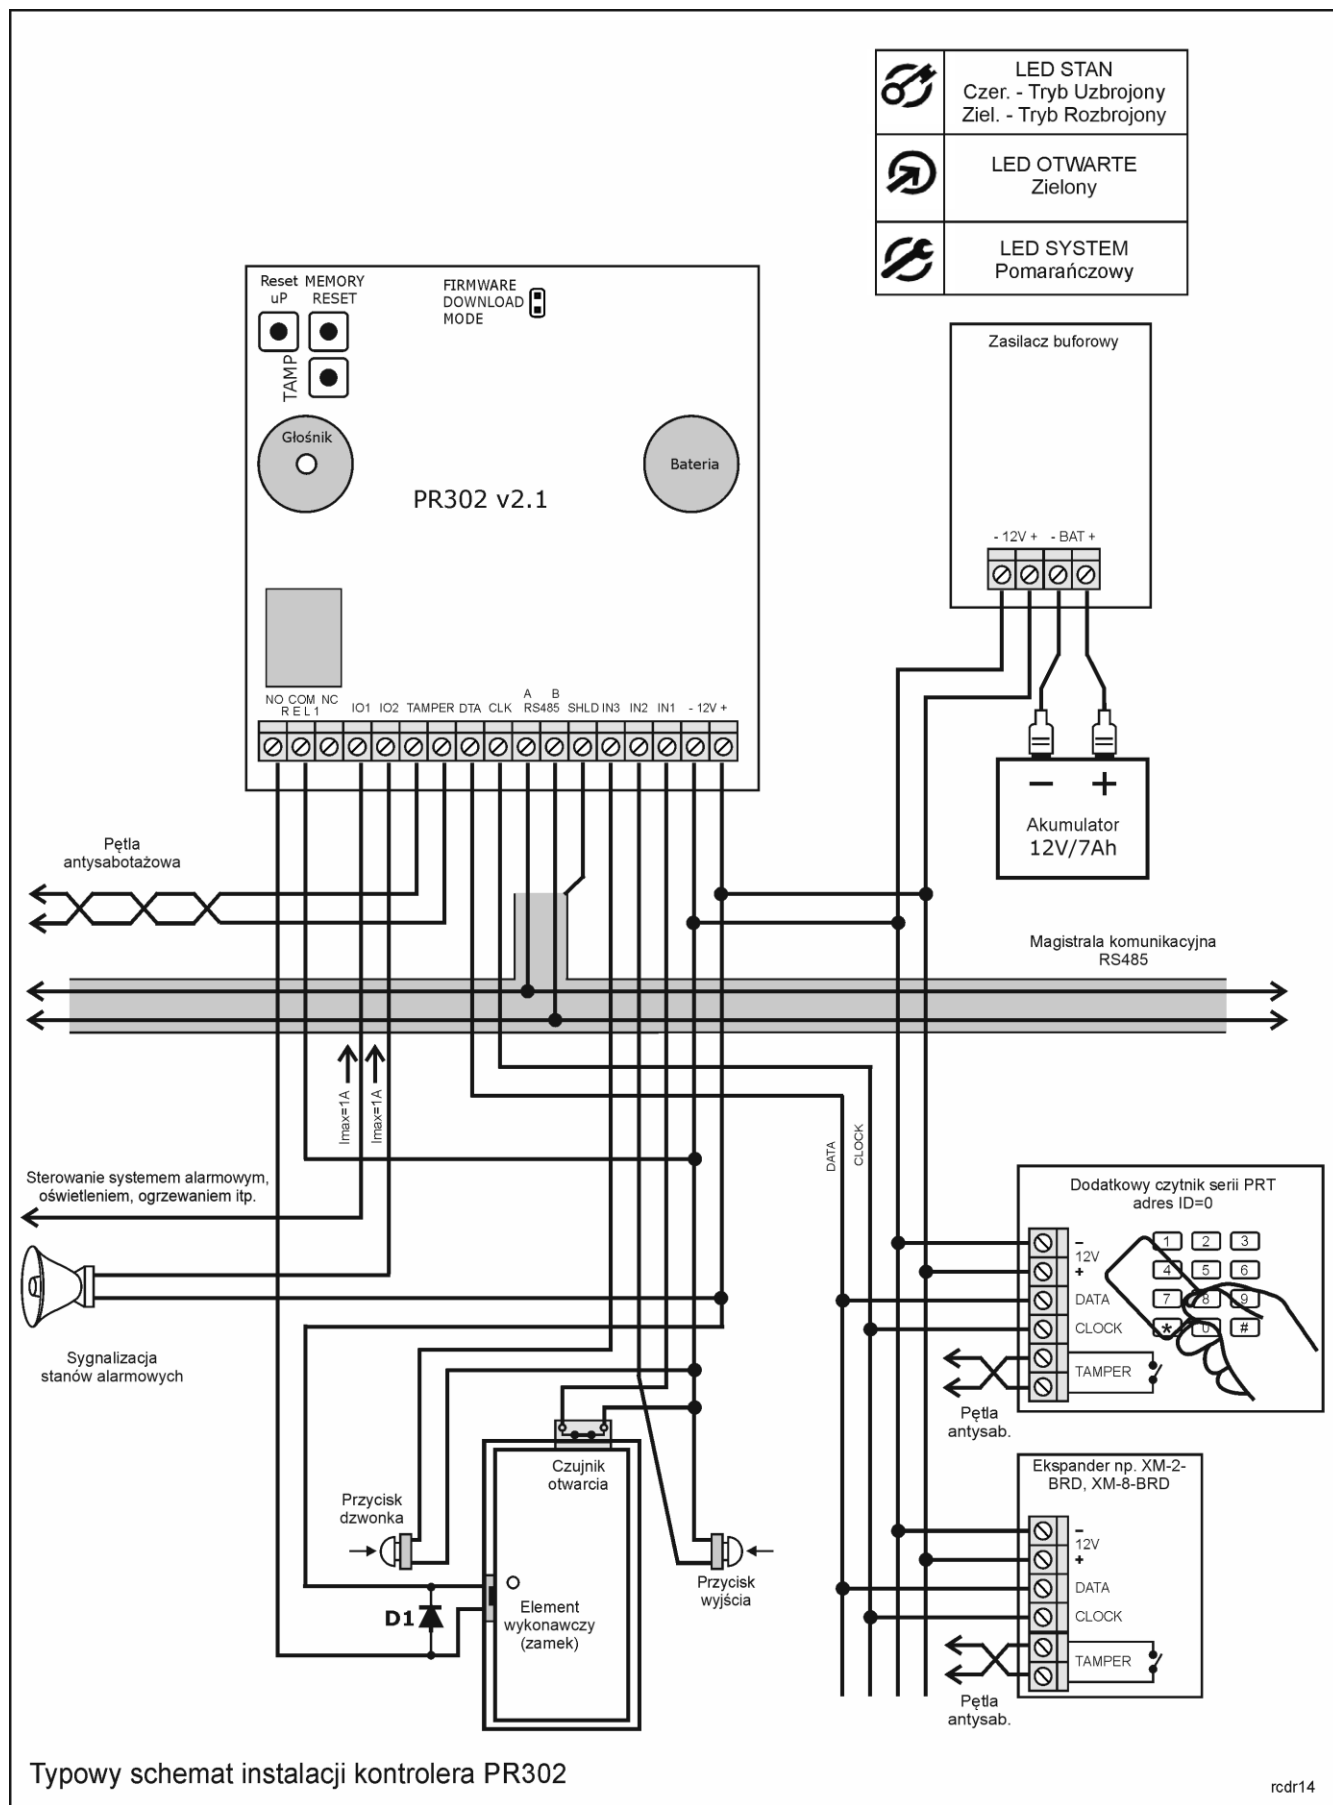 LED STAN
Czer. - Tryb Uzbrojony
Ziel. - Tryb Rozbrojony
LED OTWARTE
Zielony
LED SYSTEM
Pomarańczowy
Reset
uP
MEMORY
RESET
TAMP
FIRMWARE
DOWNLOAD
MODE
Głośnik
Bateria
PR302 v2.1
NO COM NC
REL1
IO1
IO2
TAMPER
DTA
CLK
A
B
RS485
SHLD
IN3
IN2
IN1
- 12V +
Zasilacz buforowy
- 12V +
- BAT +
Akumulator
12V/7Ah
Pętla
antysabotażowa
Magistrala komunikacyjna
RS485
Imax=1A
Imax=1A
DATA
CLOCK
Sterowanie systemem alarmowym,
oświetleniem, ogrzewaniem itp.
Sygnalizacja
stanów alarmowych
Dodatkowy czytnik serii PRT
adres ID=0
–
12V
+
DATA
CLOCK
TAMPER
1 2 3
4 5 6
7 8 9
* 0 #
Pętla
antysab.
Czujnik
otwarcia
Przycisk
dzwonka
Przycisk
wyjścia
D1
Element
wykonawczy
(zamek)
Ekspander np. XM-2-
BRD, XM-8-BRD
–
12V
+
DATA
CLOCK
TAMPER
Pętla
antysab.
Typowy schemat instalacji kontrolera PR302
rcdr14